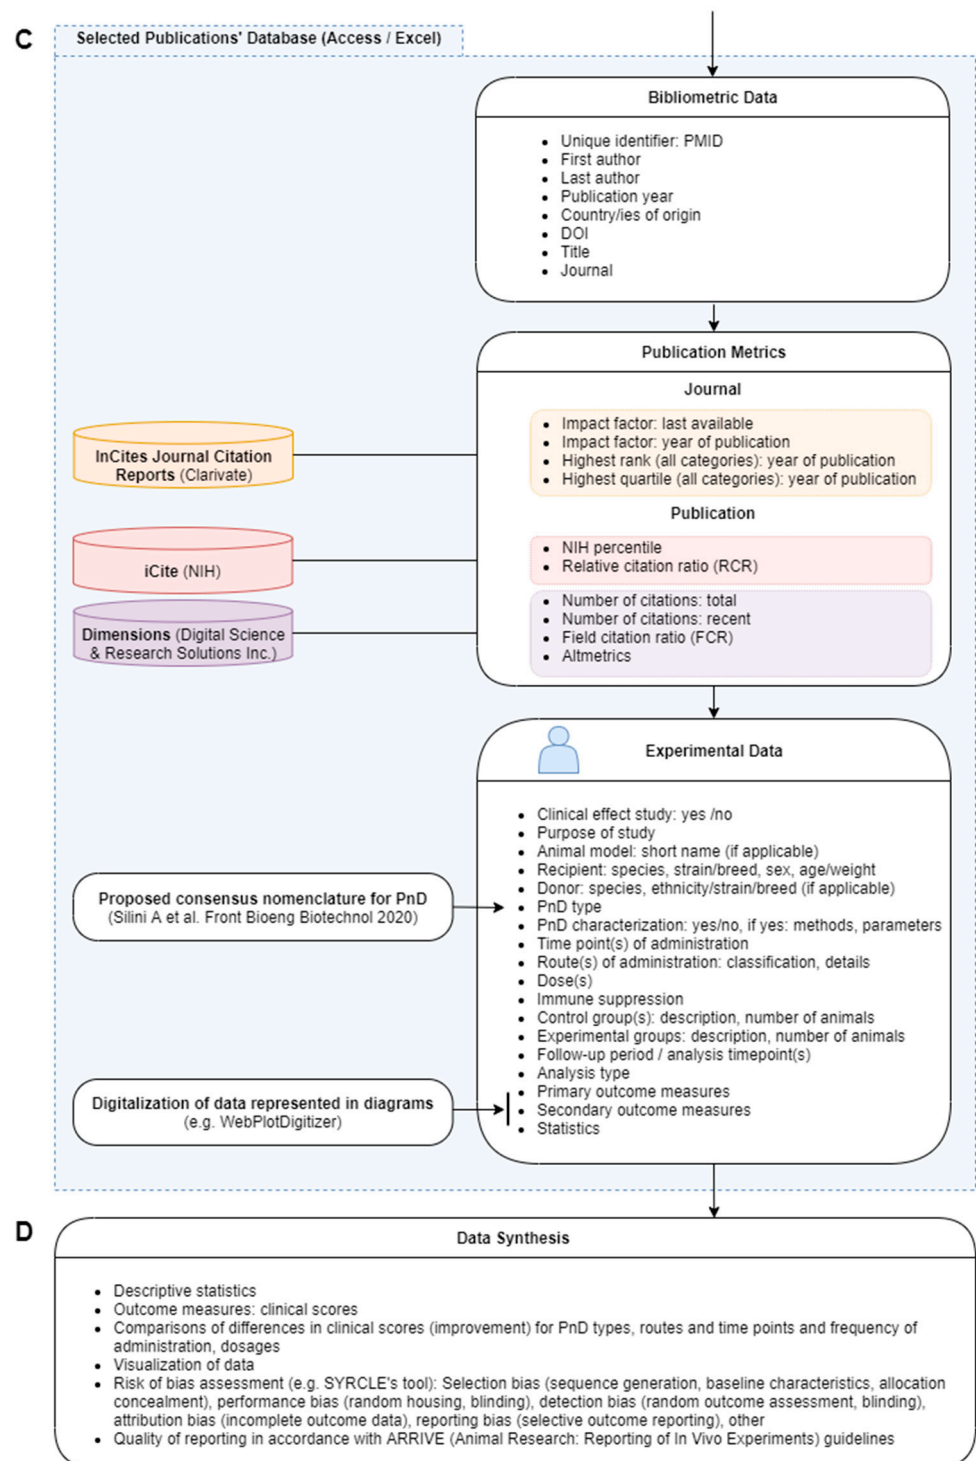 C
Selected Publications' Database (Access / Excel)
Bibliometric Data
• Unique identifier: PMID
• First author
• Last author
• Publication year
• Country/ies of origin
• DOI
• Title
• Journal
Publication Metrics
Journal
• Impact factor: last available
• Impact factor: year of publication
• Highest rank (all categories): year of publication
• Highest quartile (all categories): year of publication
InCites Journal Citation
Reports (Clarivate)
Publication
• NIH percentile
• Relative citation ratio (RCR)
iCite (NIH)
• Number of citations: total
• Number of citations: recent
• Field citation ratio (FCR)
• Altmetrics
Dimensions (Digital Science
& Research Solutions Inc.)
Experimental Data
• Clinical effect study: yes /no
• Purpose of study
• Animal model: short name (if applicable)
• Recipient: species, strain/breed, sex, age/weight
• Donor: species, ethnicity/strain/breed (if applicable)
• PnD type
• PnD characterization: yes/no, if yes: methods, parameters
• Time point(s) of administration
• Route(s) of administration: classification, details
• Dose(s)
• Immune suppression
• Control group(s): description, number of animals
• Experimental groups: description, number of animals
• Follow-up period / analysis timepoint(s)
• Analysis type
• Primary outcome measures
• Secondary outcome measures
• Statistics
Proposed consensus nomenclature for PnD
(Silini A et al. Front Bioeng Biotechnol 2020)
Digitalization of data represented in diagrams
(e.g. WebPlotDigitizer)
D
Data Synthesis
• Descriptive statistics
• Outcome measures: clinical scores
• Comparisons of differences in clinical scores (improvement) for PnD types, routes and time points and frequency of
administration, dosages
• Visualization of data
• Risk of bias assessment (e.g. SYRCLE's tool): Selection bias (sequence generation, baseline characteristics, allocation
concealment), performance bias (random housing, blinding), detection bias (random outcome assessment, blinding),
attribution bias (incomplete outcome data), reporting bias (selective outcome reporting), other
• Quality of reporting in accordance with ARRIVE (Animal Research: Reporting of In Vivo Experiments) guidelines